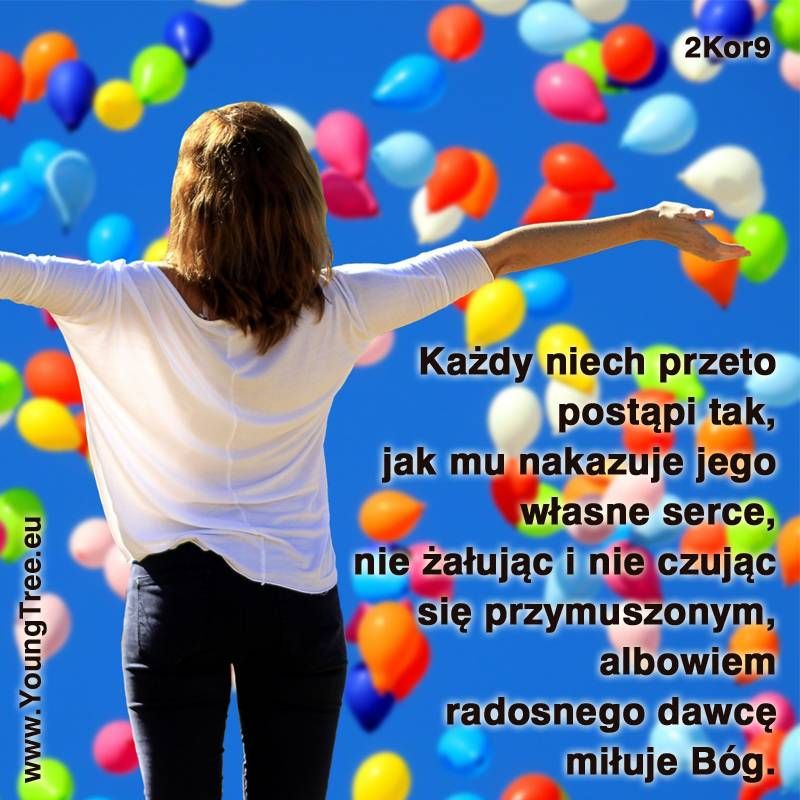 2Kor9
Każdy niech przeto
postąpi tak,
jak mu nakazuje jego
własne serce,
nie żałując i nie czując
się przymuszonym,
albowiem
radosnego dawcę
miłuje Bóg.
www.YoungTree.eu